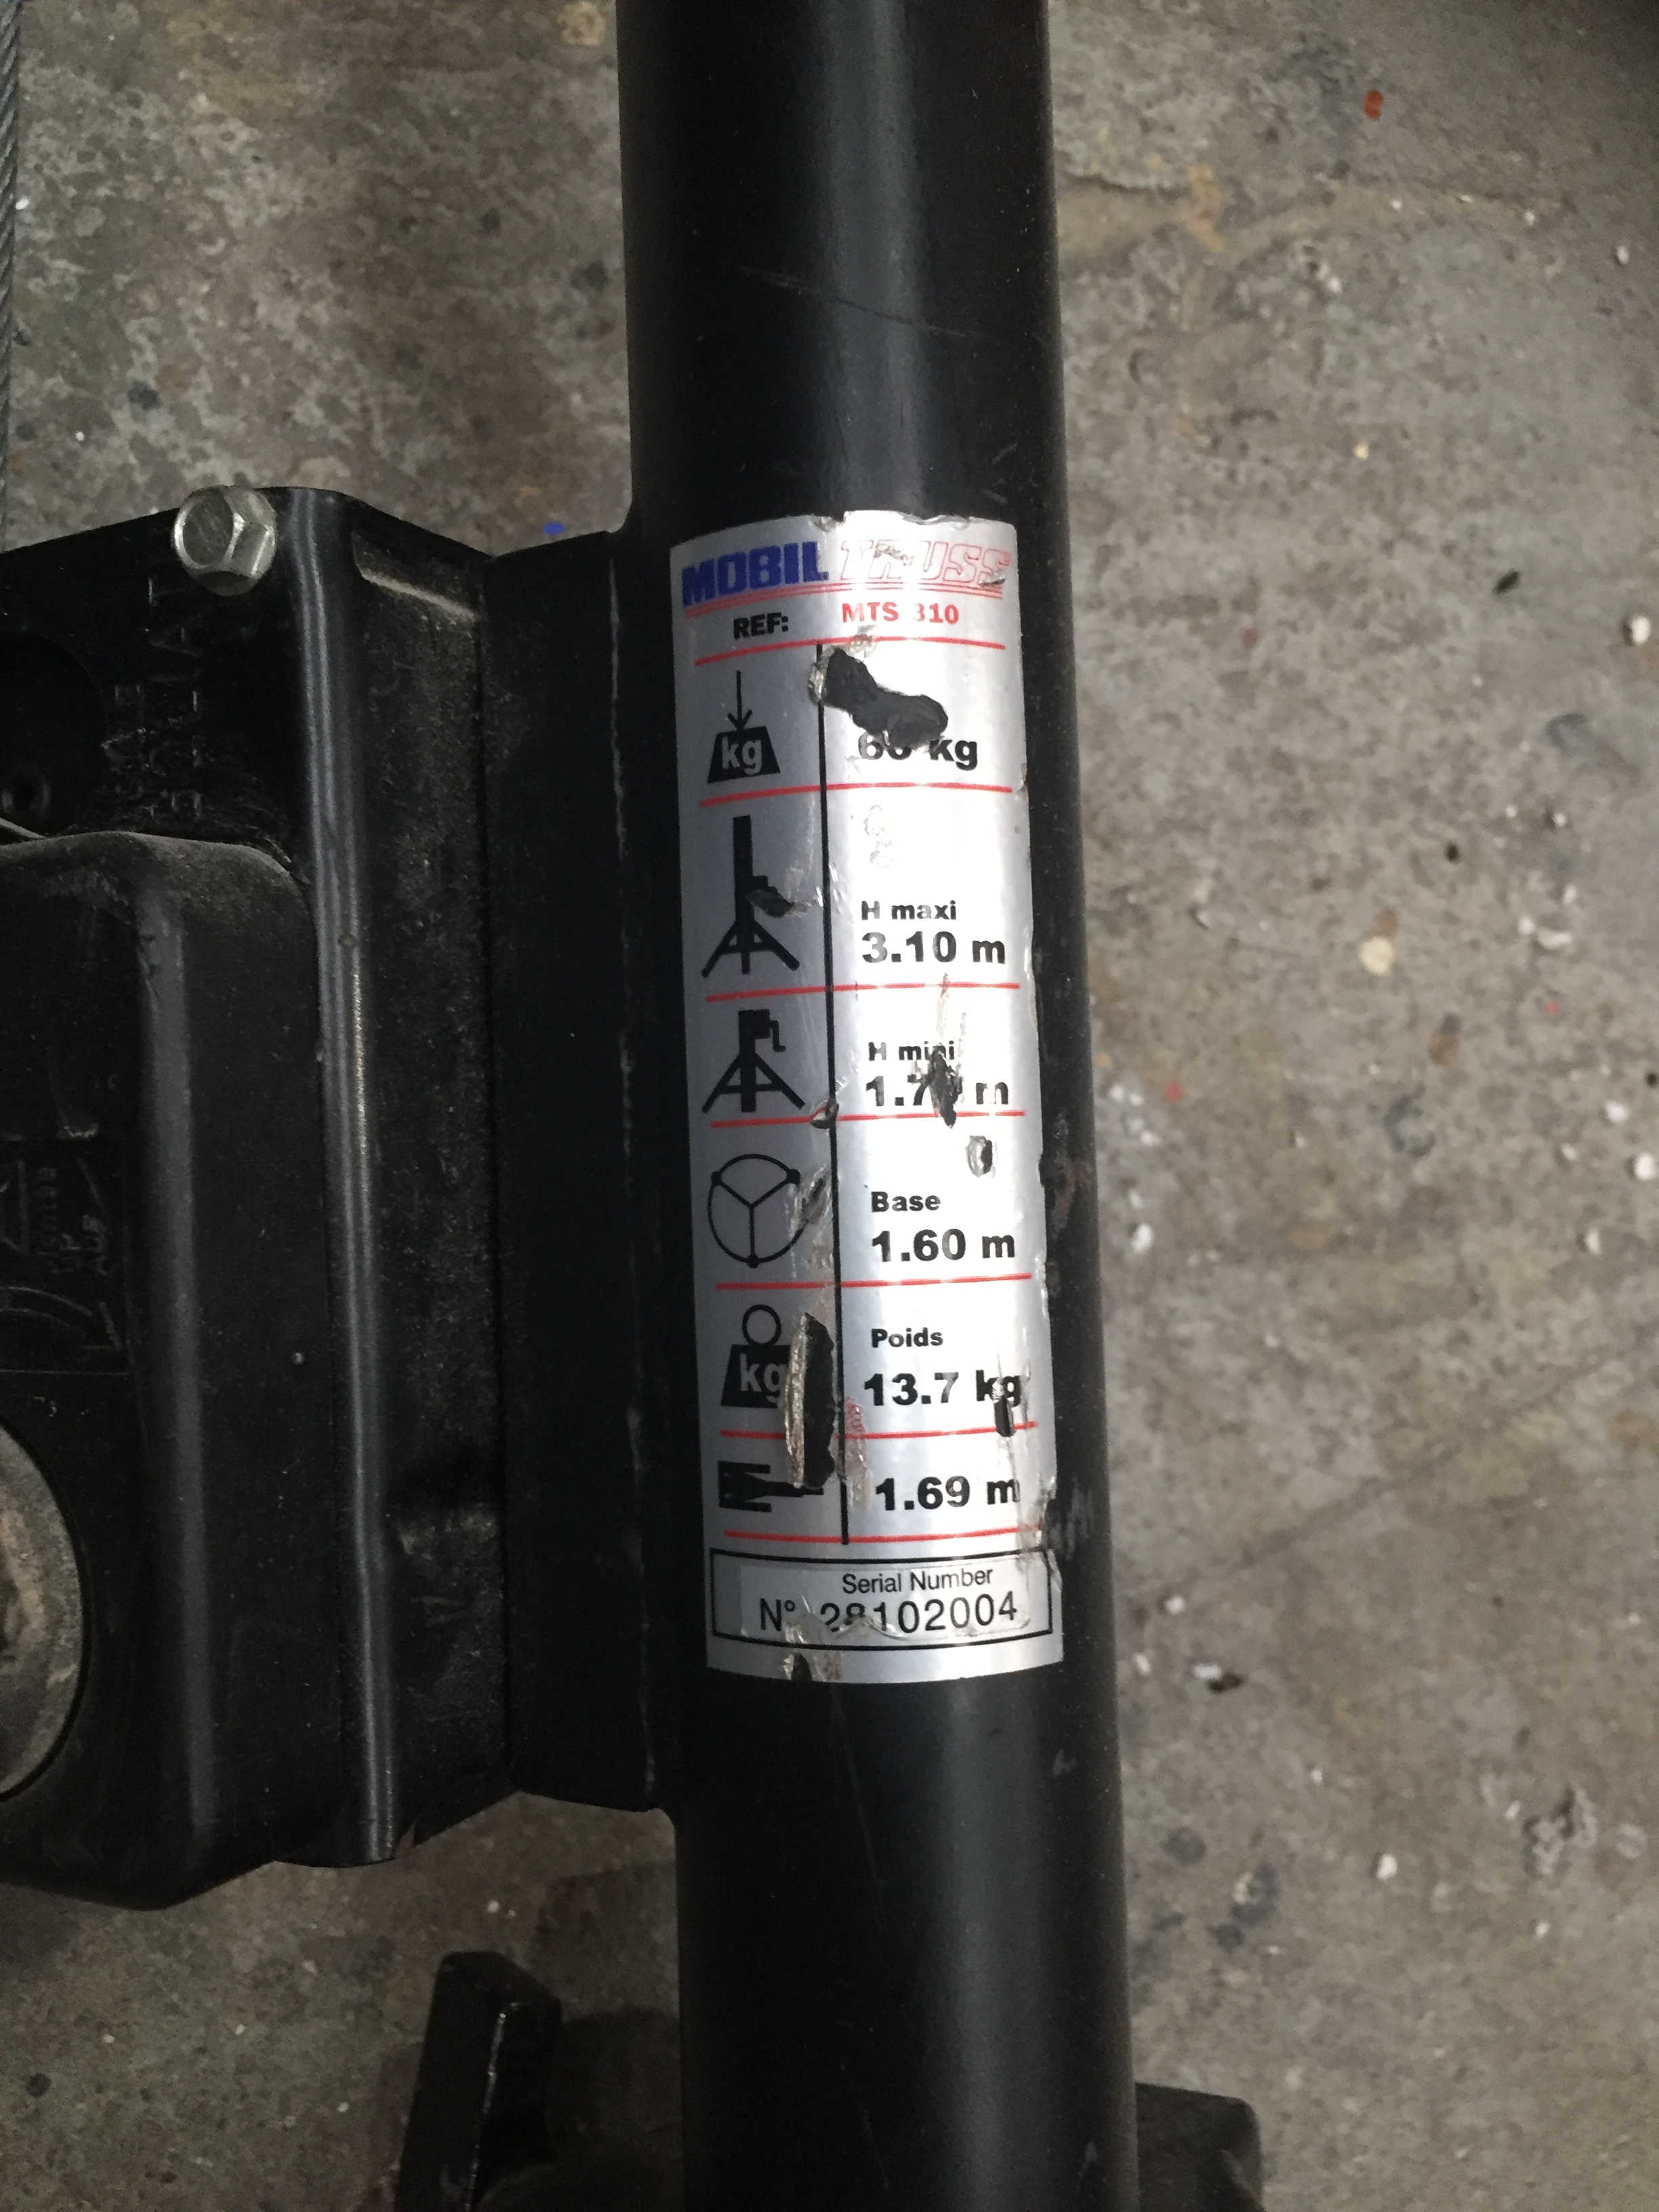 MOBIL TRUSS
REF: MTS 310
kg
kg
H maxi
3.10 m
H mini
m
Base
1.60 m
kg
Poids
13.7 kg
1.69 m
Serial Number
N° 28102004